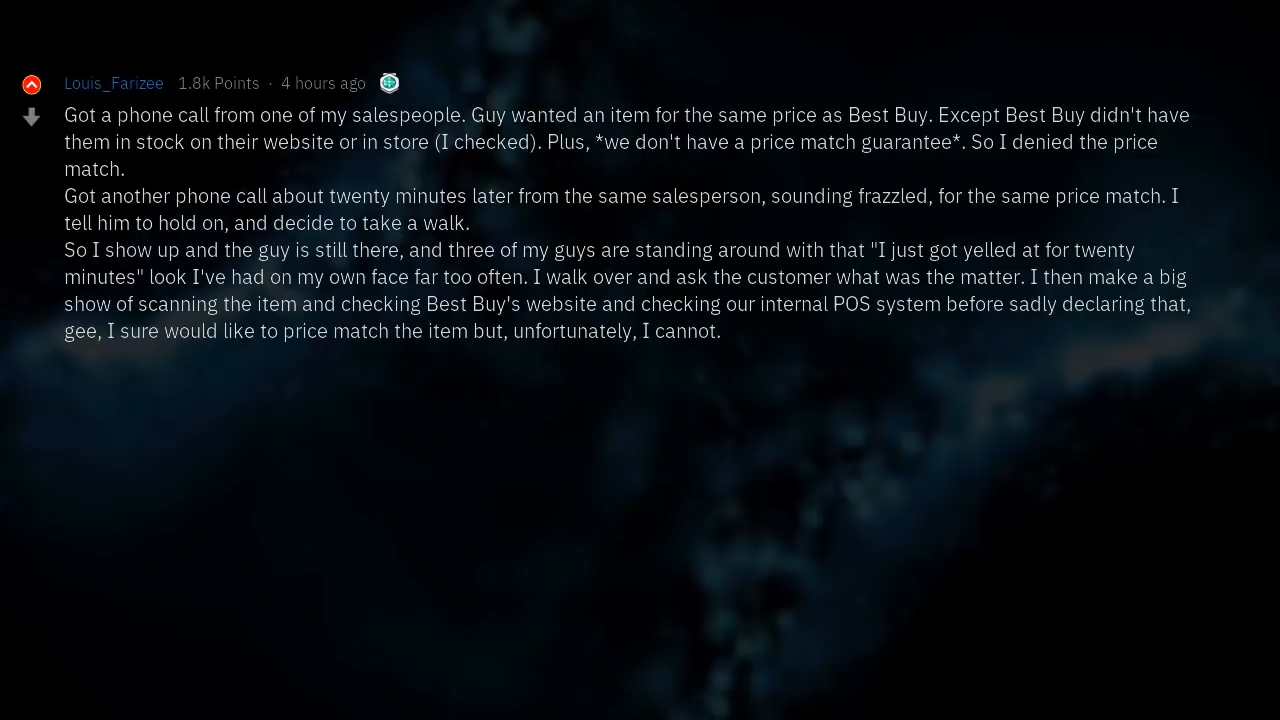 Louis_Farizee 1.8k Points · 4 hours ago
Got a phone call from one of my salespeople. Guy wanted an item for the same price as Best Buy. Except Best Buy didn't have
them in stock on their website or in store (I checked). Plus, *we don't have a price match guarantee*. So I denied the price
match.
Got another phone call about twenty minutes later from the same salesperson, sounding frazzled, for the same price match. I
tell him to hold on, and decide to take a walk.
So I show up and the guy is still there, and three of my guys are standing around with that "I just got yelled at for twenty
minutes" look I've had on my own face far too often. I walk over and ask the customer what was the matter. I then make a big
show of scanning the item and checking Best Buy's website and checking our internal POS system before sadly declaring that,
gee, I sure would like to price match the item but, unfortunately, I cannot.